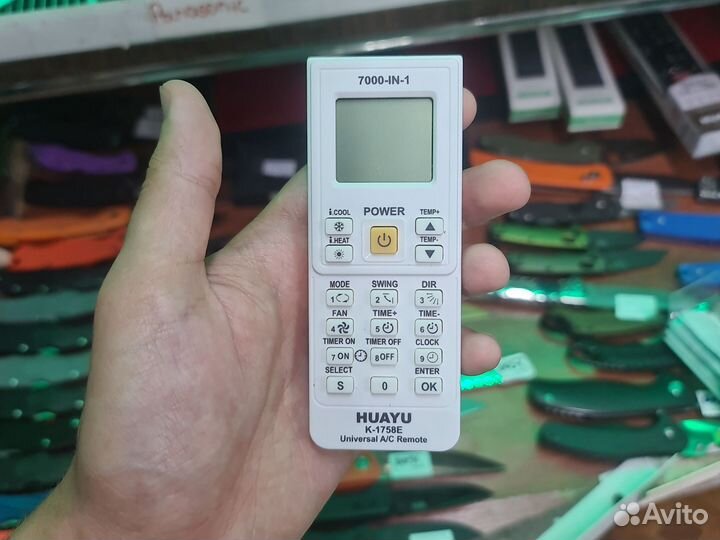 Panasonic
7000-IN-1
i.COOL POWER TEMP+
i.HEAT TEMP-
MODE SWING DIR
1 2 3
FAN TIME+ TIME-
4 5 6
TIMER ON TIMER OFF CLOCK
7 ON 8 OFF 9
SELECT ENTER
S 0 OK
HUAYU
K-1758E
Universal A/C Remote
Avito